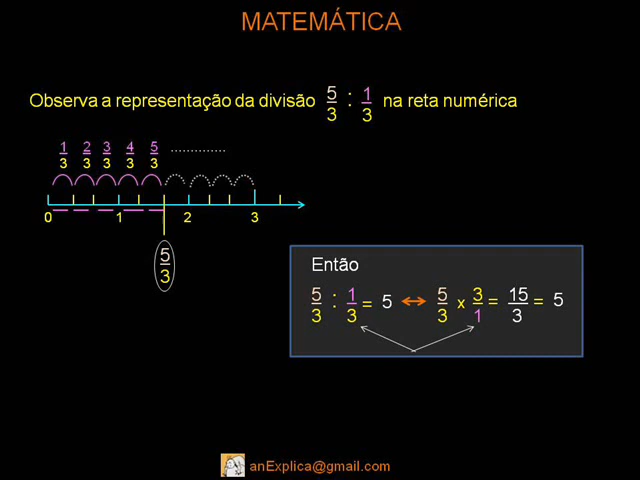 MATEMÁTICA
Observa a representação da divisão 5/3 : 1/3 na reta numérica
1/3 2/3 3/3 4/3 5/3 ..............
0 1 2 3
5/3
Então
5/3 : 1/3 = 5 ↔ 5/3 x 3/1 = 15/3 = 5
anExplica@gmail.com